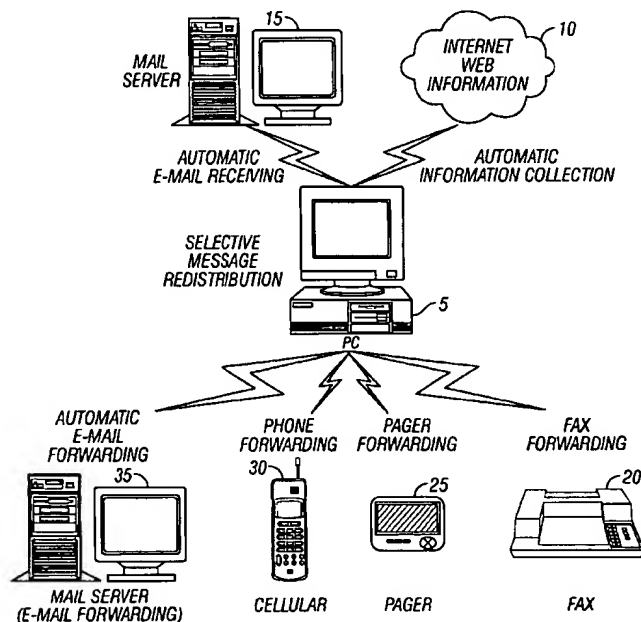 15
10
MAIL
SERVER
INTERNET
WEB
INFORMATION
AUTOMATIC
E-MAIL RECEIVING
AUTOMATIC
INFORMATION COLLECTION
SELECTIVE
MESSAGE
REDISTRIBUTION
5
PC
AUTOMATIC
E-MAIL
FORWARDING
PHONE
FORWARDING
PAGER
FORWARDING
FAX
FORWARDING
35
30
25
20
MAIL SERVER
(E-MAIL FORWARDING)
CELLULAR
PAGER
FAX